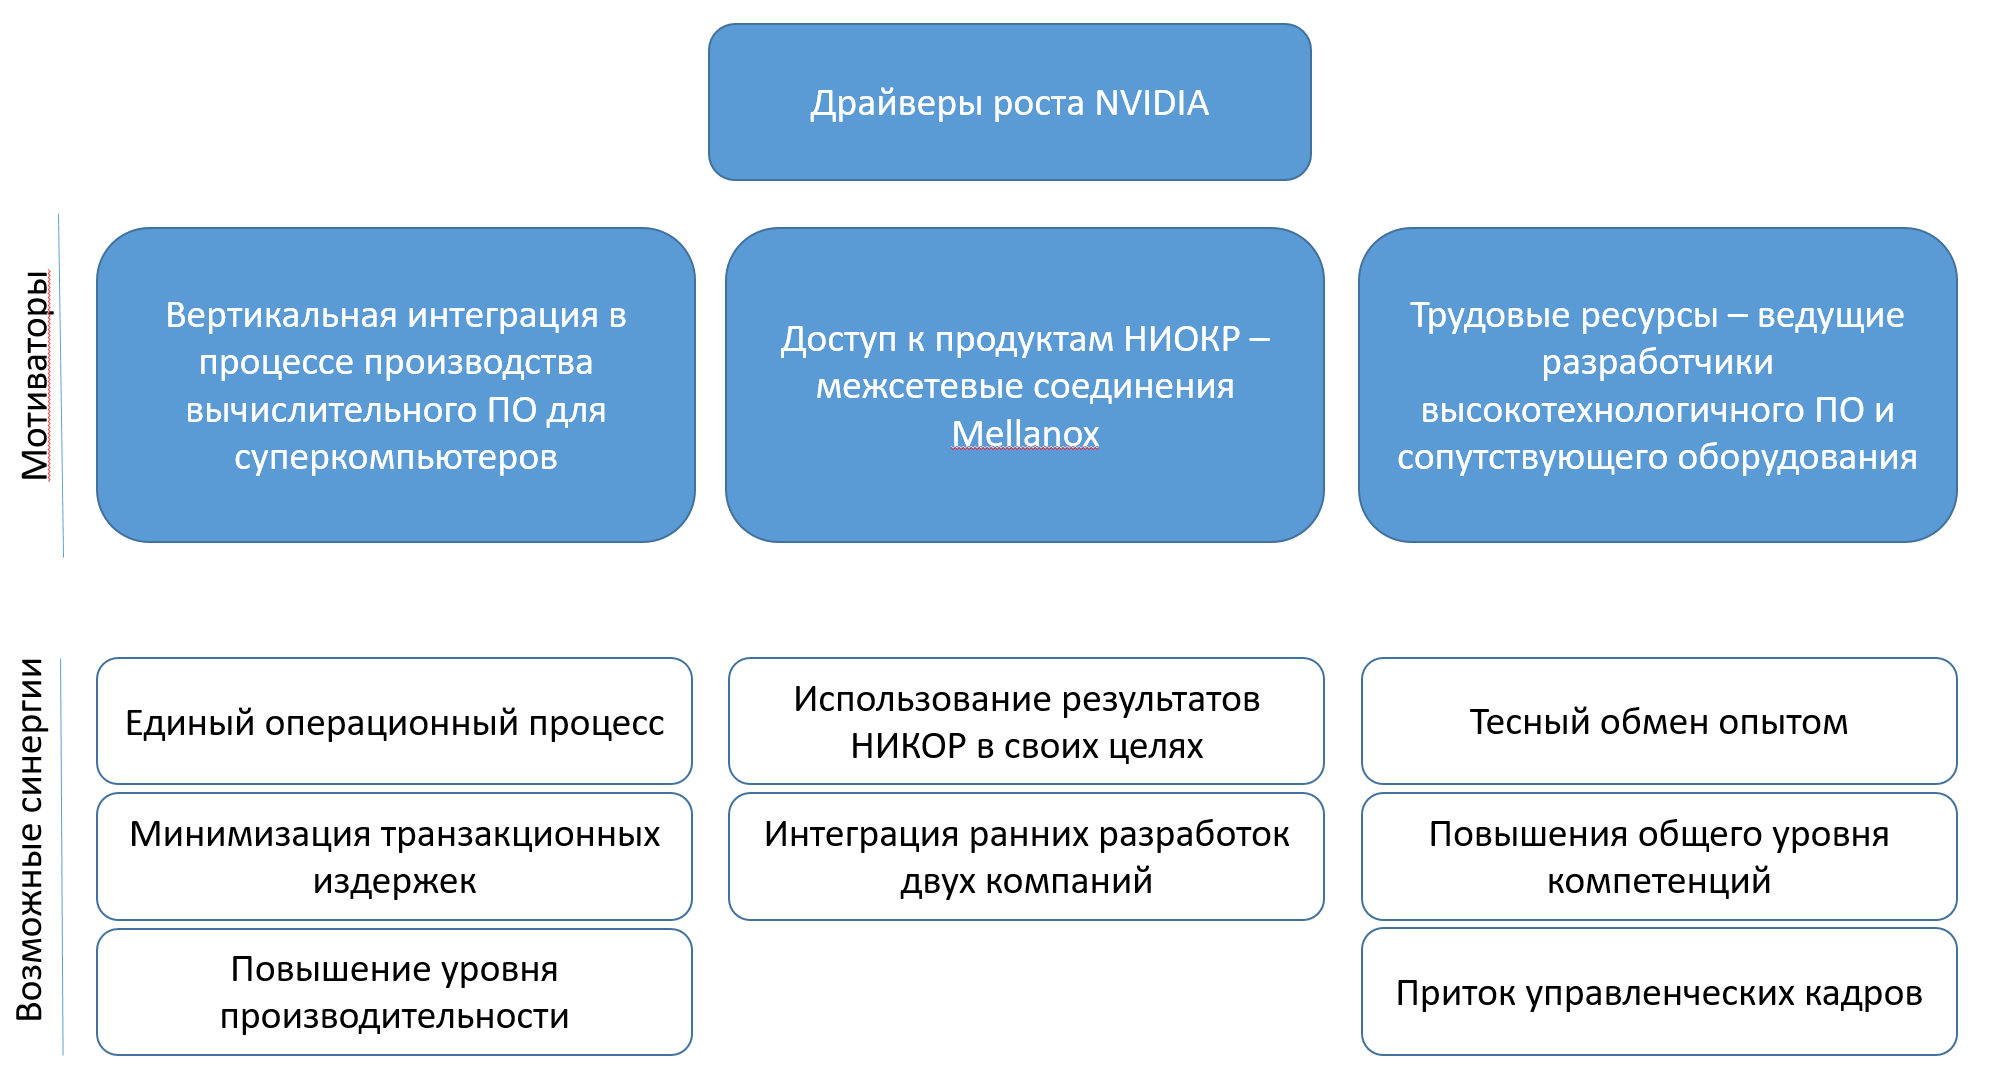 Драйверы роста NVIDIA
Мотиваторы
Вертикальная интеграция в
процессе производства
вычислительного ПО для
суперкомпьютеров
Доступ к продуктам НИОКР –
межсетевые соединения
Mellanox
Трудовые ресурсы – ведущие
разработчики
высокотехнологичного ПО и
сопутствующего оборудования
Возможные синергии
Единый операционный процесс
Минимизация транзакционных
издержек
Повышение уровня
производительности
Использование результатов
НИКОР в своих целях
Интеграция ранних разработок
двух компаний
Тесный обмен опытом
Повышения общего уровня
компетенций
Приток управленческих кадров